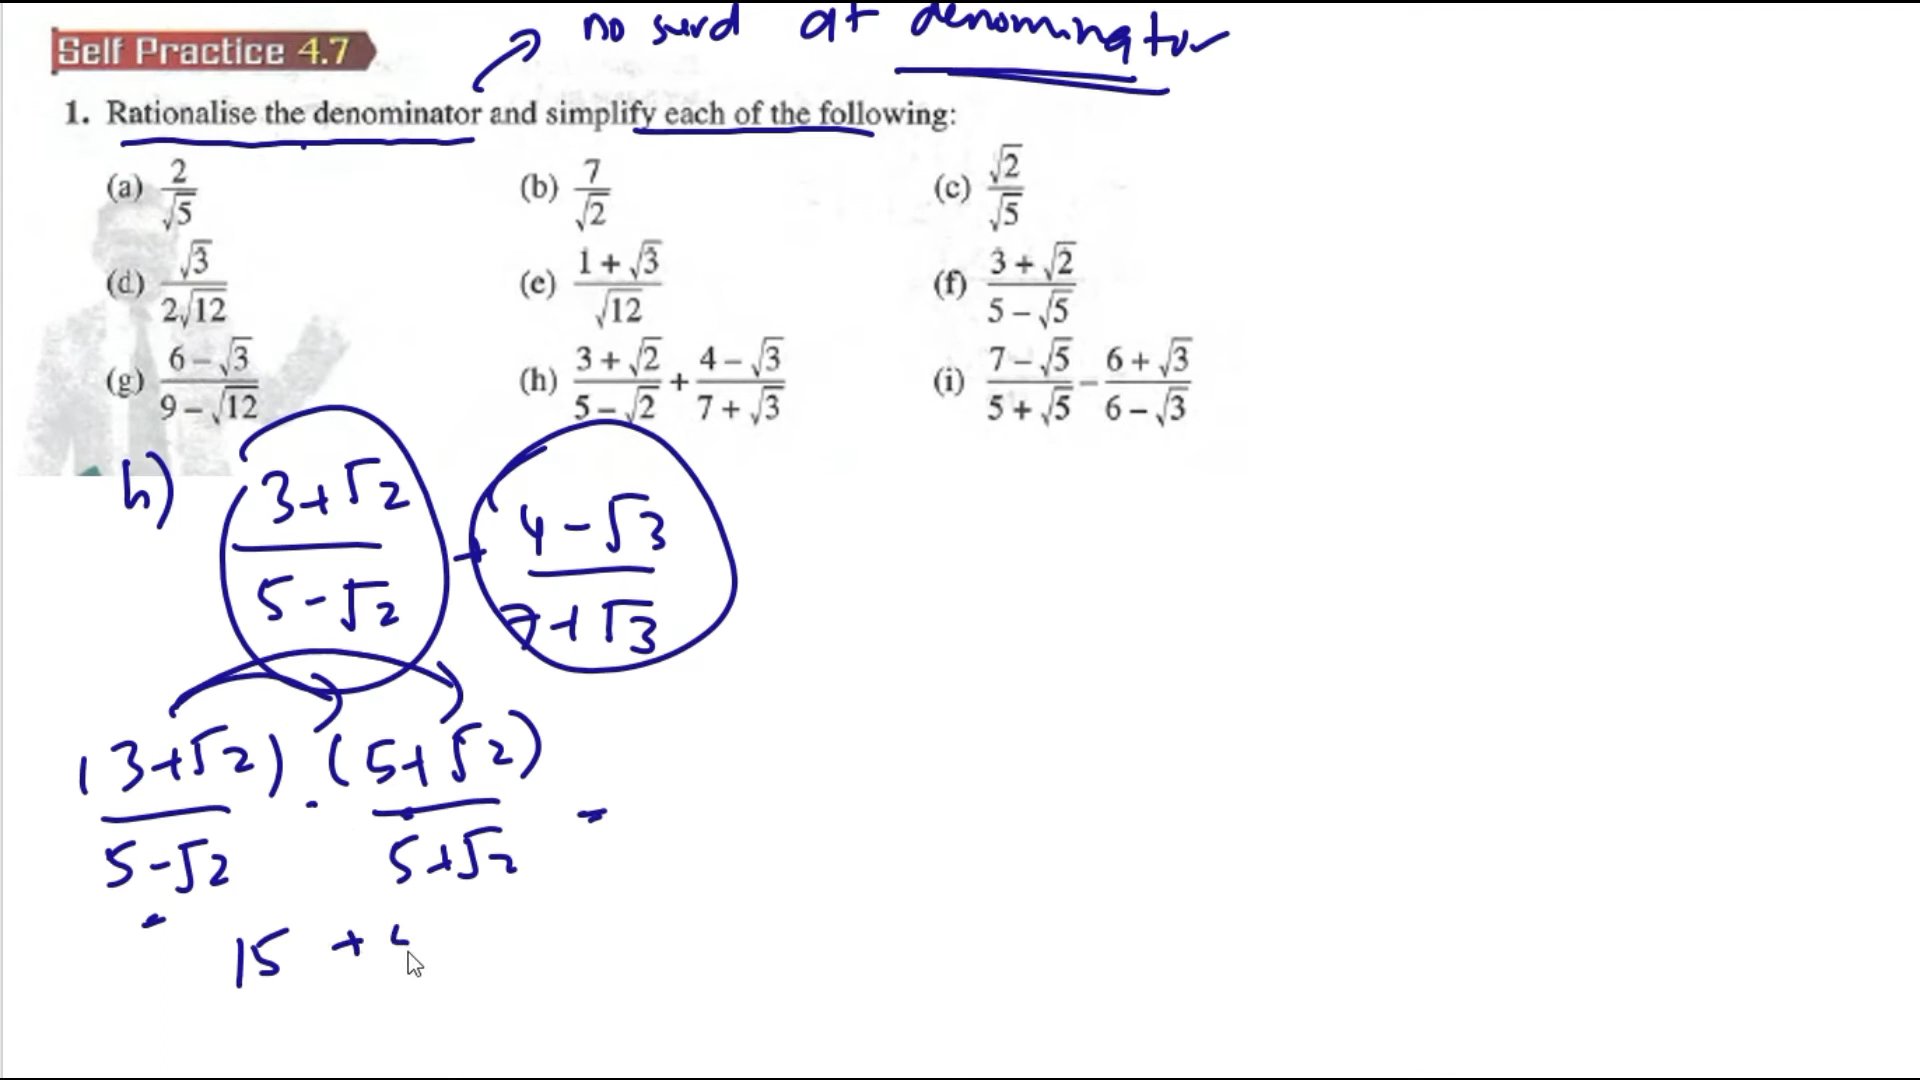 no surd at denominator
Self Practice 4.7
1. Rationalise the denominator and simplify each of the following:
(a) 2/√5 (b) 7/√2 (c) √2/√5
(d) √3/2√12 (e) 1 + √3/√12 (f) 3 + √2/5 – √5
(g) 6 – √3/9 – √12 (h) 3 + √2/5 – √2 + 4 – √3/7 + √3 (i) 7 – √5/5 + √5 – 6 + √3/6 – √3
h) 3+√2/5-√2 + 4-√3/7+√3
(3+√2)/5-√2 · (5+√2)/5+√2 =
= 15 +